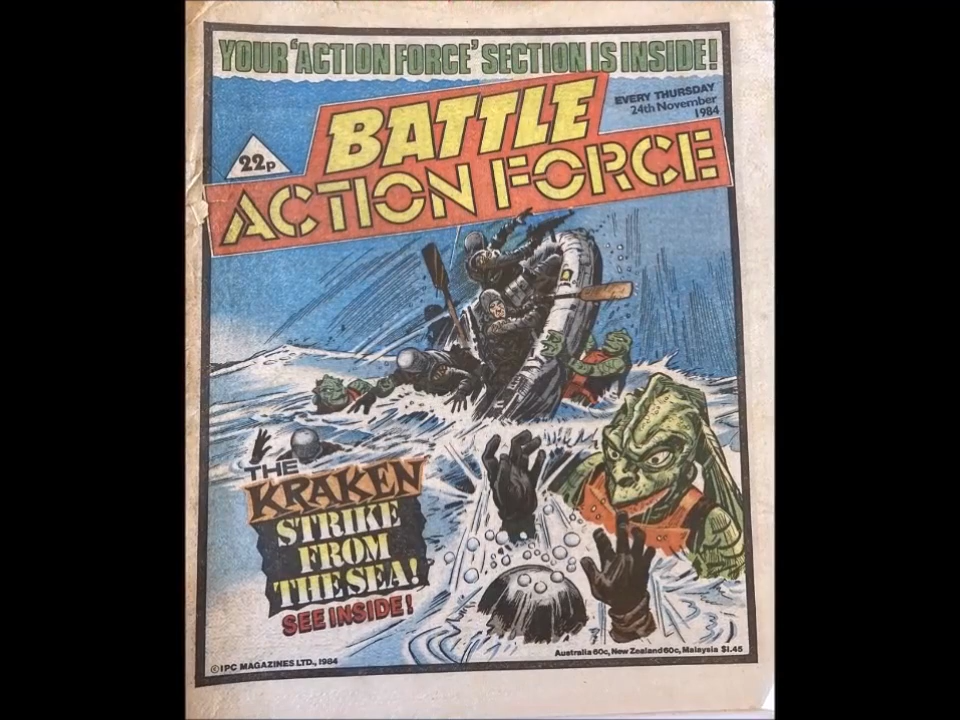 YOUR 'ACTION FORCE' SECTION IS INSIDE!
BATTLE
ACTION FORCE
EVERY THURSDAY
24th November
1984
22p
THE
KRAKEN
STRIKE
FROM
THE SEA!
SEE INSIDE!
©IPC MAGAZINES LTD., 1984
Australia 60c, New Zealand 60c, Malaysia $1.45